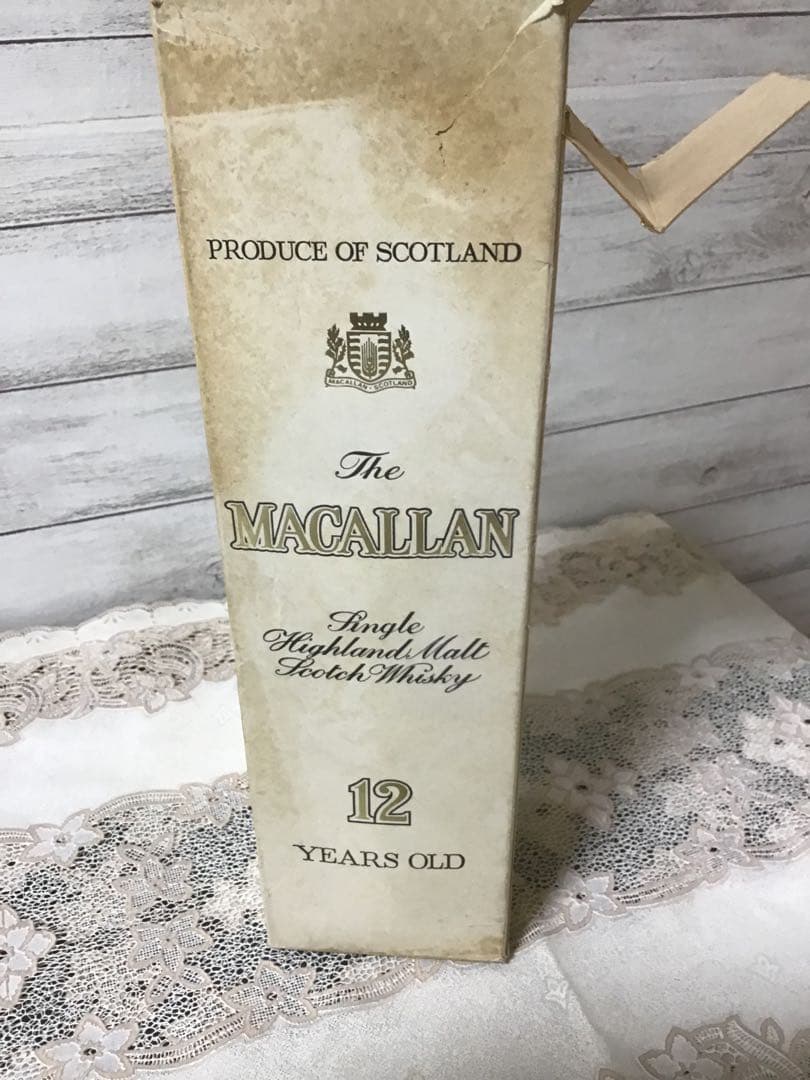 PRODUCE OF SCOTLAND
MACALLAN · SCOTLAND
The
MACALLAN
Single
Highland Malt
Scotch Whisky
12
YEARS OLD